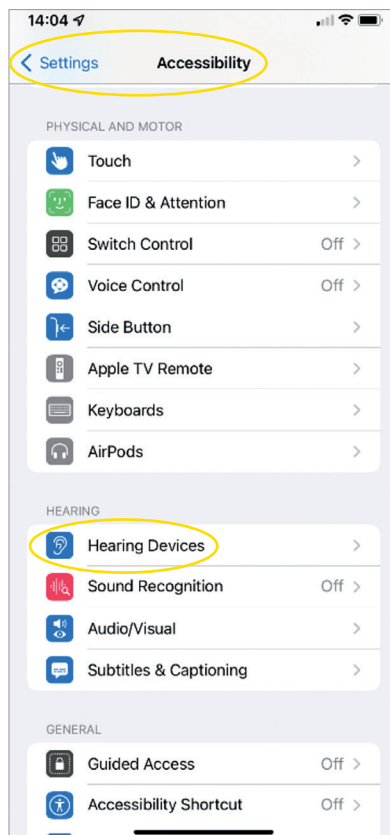 14:04
Settings Accessibility
PHYSICAL AND MOTOR
Touch
Face ID & Attention
Switch Control Off
Voice Control Off
Side Button
Apple TV Remote
Keyboards
AirPods
HEARING
Hearing Devices
Sound Recognition Off
Audio/Visual
Subtitles & Captioning
GENERAL
Guided Access Off
Accessibility Shortcut Off